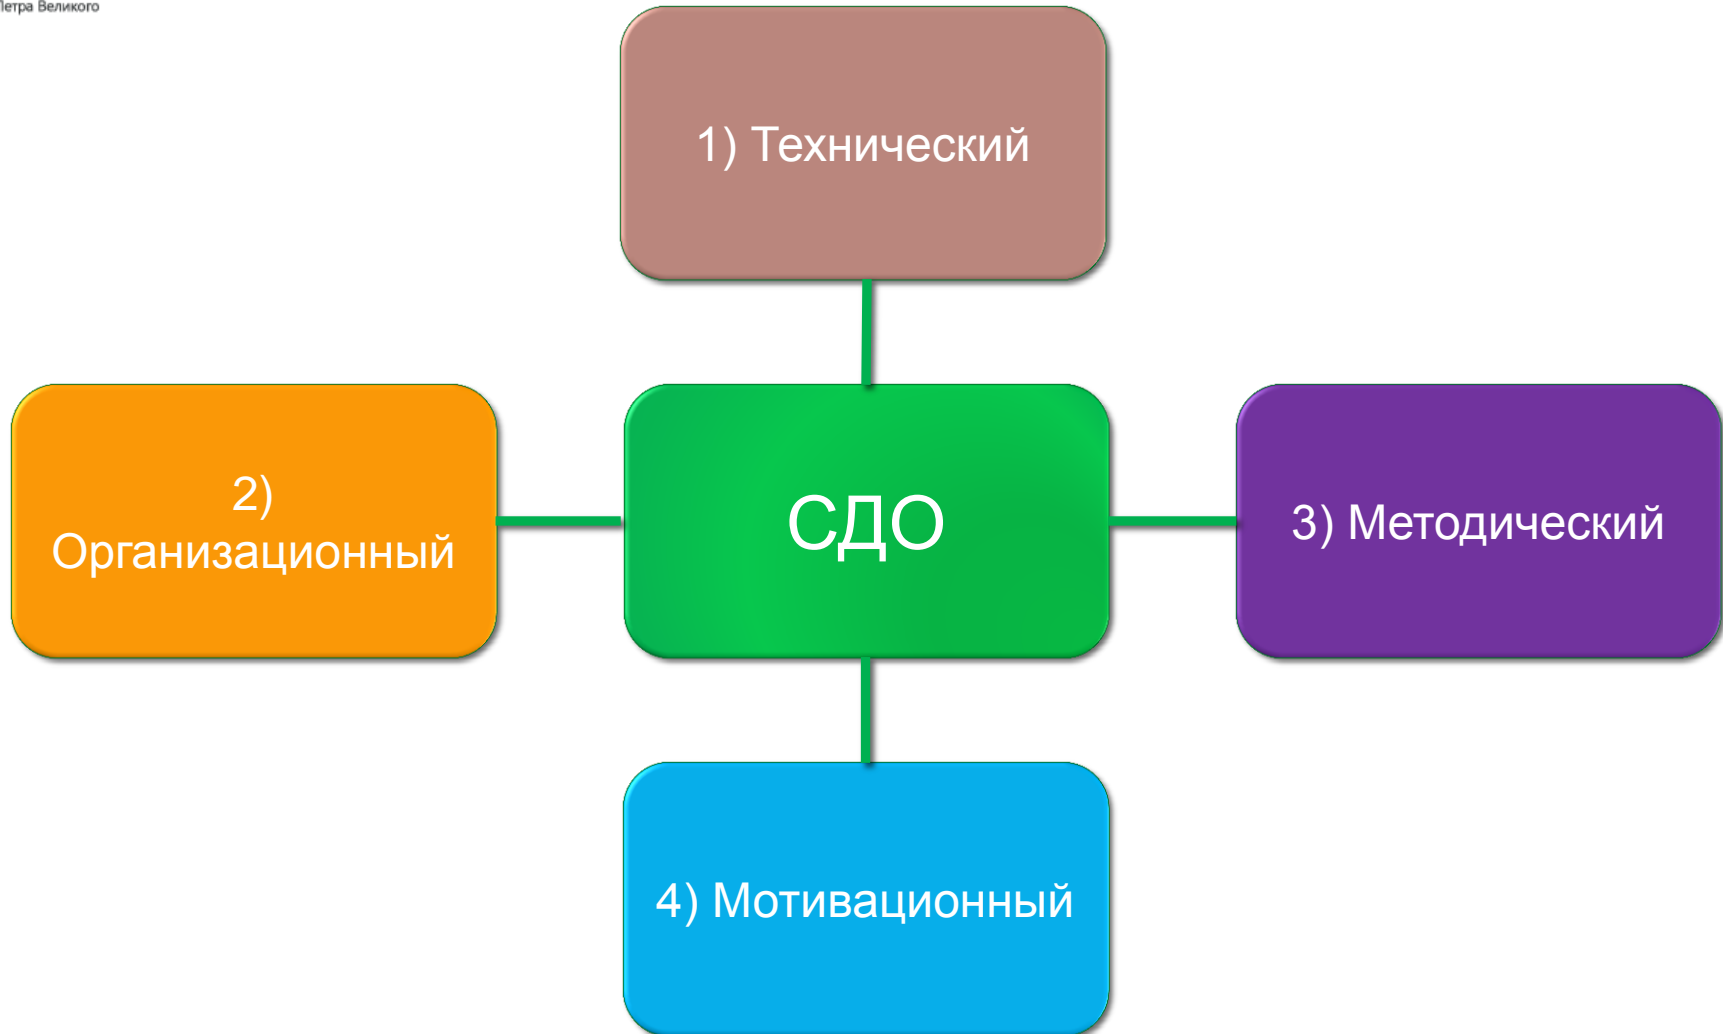 Петра Великого
1) Технический
2)
Организационный
СДО
3) Методический
4) Мотивационный